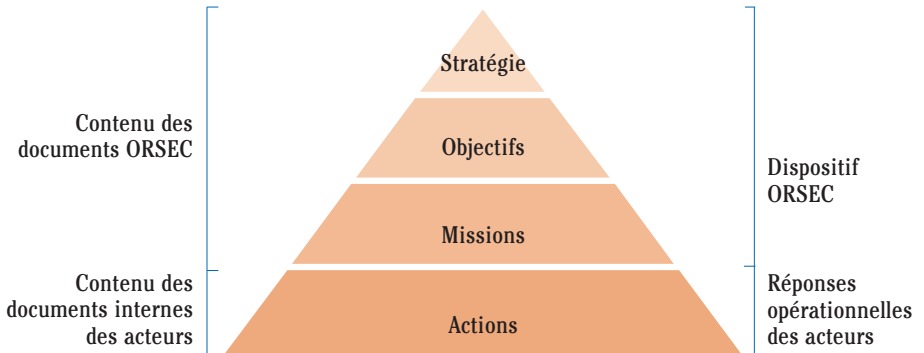 Stratégie
Contenu des
documents ORSEC
Objectifs
Dispositif
ORSEC
Missions
Contenu des
documents internes
des acteurs
Actions
Réponses
opérationnelles
des acteurs